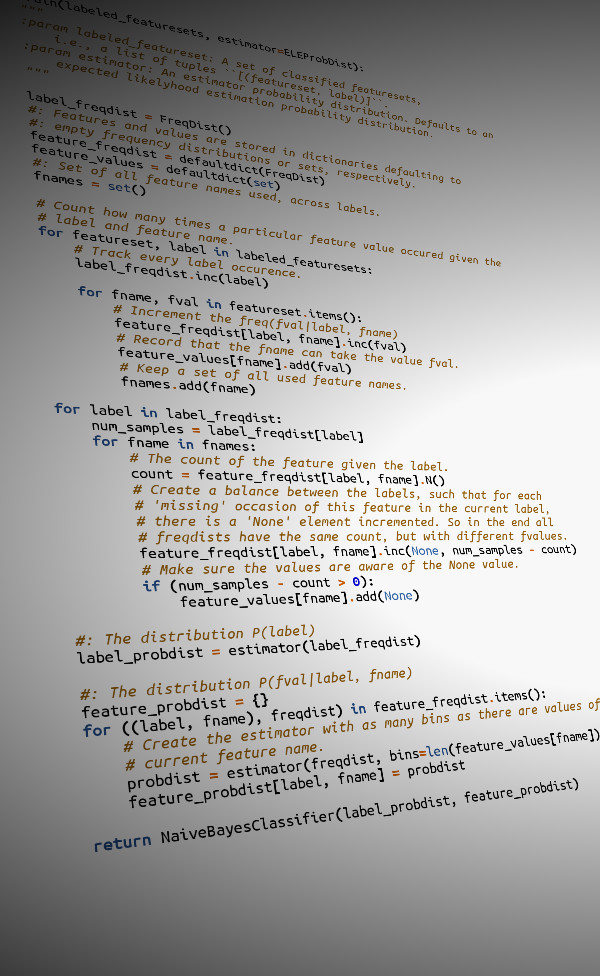 (labeled_featuresets, estimator=ELEProbDist):
"""
:param labeled_featureset: A set of classified featuresets,
i.e., a list of tuples ``[(featureset, label)]``.
:param estimator: An estimator probability distribution. Defaults to an
expected likelyhood estimation probability distribution.
"""
label_freqdist = FreqDist()
#: Features and values are stored in dictionaries defaulting to
#: empty frequency distributions or sets, respectively.
feature_freqdist = defaultdict(FreqDist)
feature_values = defaultdict(set)
#: Set of all feature names used, across labels.
fnames = set()
# Count how many times a particular feature value occured given the
# label and feature name.
for featureset, label in labeled_featuresets:
# Track every label occurence.
label_freqdist.inc(label)
for fname, fval in featureset.items():
# Increment the freq(fval|label, fname)
feature_freqdist[label, fname].inc(fval)
# Record that the fname can take the value fval.
feature_values[fname].add(fval)
# Keep a set of all used feature names.
fnames.add(fname)
for label in label_freqdist:
num_samples = label_freqdist[label]
for fname in fnames:
# The count of the feature given the label.
count = feature_freqdist[label, fname].N()
# Create a balance between the labels, such that for each
# 'missing' occasion of this feature in the current label,
# there is a 'None' element incremented. So in the end all
# freqdists have the same count, but with different fvalues.
feature_freqdist[label, fname].inc(None, num_samples - count)
# Make sure the values are aware of the None value.
if (num_samples - count > 0):
feature_values[fname].add(None)
#: The distribution P(label)
label_probdist = estimator(label_freqdist)
#: The distribution P(fval|label, fname)
feature_probdist = {}
for ((label, fname), freqdist) in feature_freqdist.items():
# Create the estimator with as many bins as there are values of
# current feature name.
probdist = estimator(freqdist, bins=len(feature_values[fname])
feature_probdist[label, fname] = probdist
return NaiveBayesClassifier(label_probdist, feature_probdist)